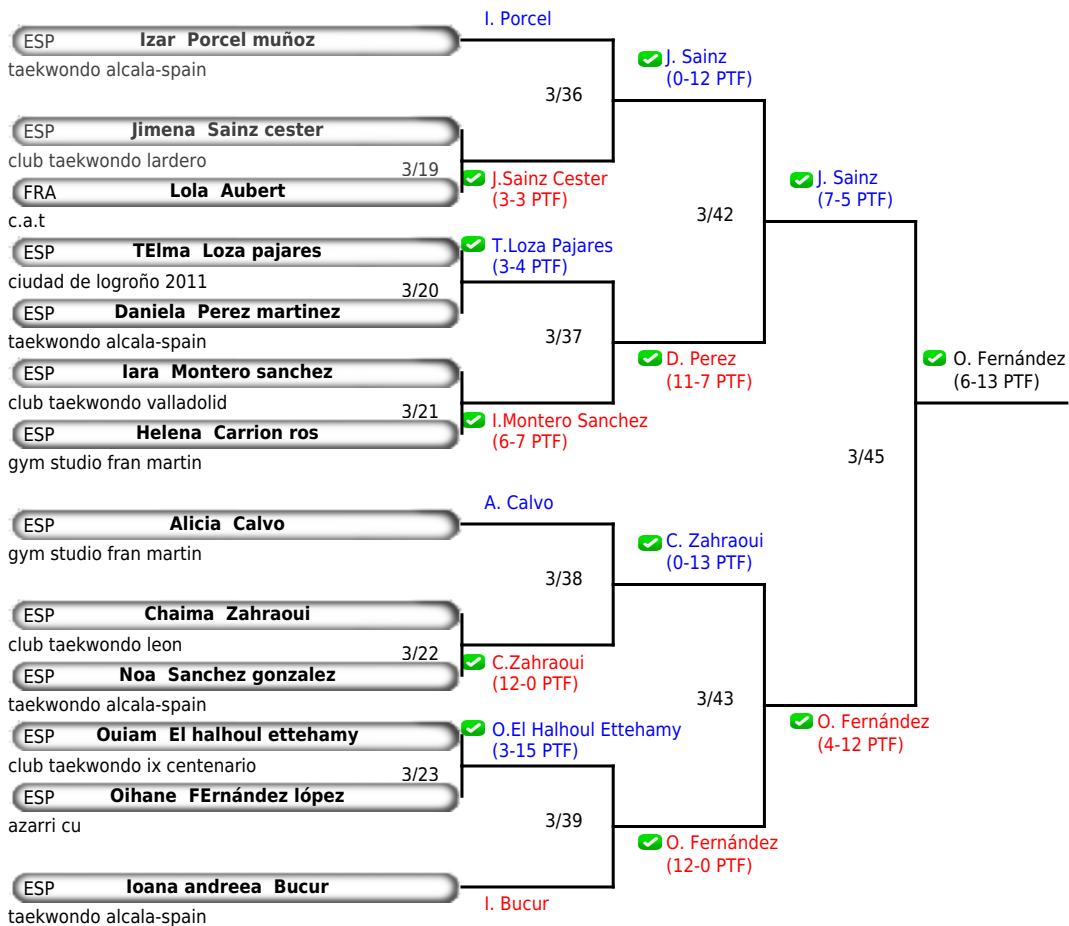 I. Porcel
ESP Izar Porcel muñoz
taekwondo alcala-spain
J. Sainz
(0-12 PTF)
3/36
ESP Jimena Sainz cester
club taekwondo lardero
3/19
FRA Lola Aubert
c.a.t
J.Sainz Cester
(3-3 PTF)
J. Sainz
(7-5 PTF)
3/42
ESP TElma Loza pajares
ciudad de logroño 2011
T.Loza Pajares
(3-4 PTF)
3/20
ESP Daniela Perez martinez
taekwondo alcala-spain
3/37
D. Perez
(11-7 PTF)
O. Fernández
(6-13 PTF)
ESP Iara Montero sanchez
club taekwondo valladolid
3/21
ESP Helena Carrion ros
gym studio fran martin
I.Montero Sanchez
(6-7 PTF)
3/45
A. Calvo
ESP Alicia Calvo
gym studio fran martin
C. Zahraoui
(0-13 PTF)
3/38
ESP Chaima Zahraoui
club taekwondo leon
3/22
ESP Noa Sanchez gonzalez
taekwondo alcala-spain
C.Zahraoui
(12-0 PTF)
3/43
O. Fernández
(4-12 PTF)
ESP Ouiam El halhoul ettehamy
club taekwondo ix centenario
O.El Halhoul Ettehamy
(3-15 PTF)
3/23
ESP Oihane FErnández lópez
azarri cu
3/39
O. Fernández
(12-0 PTF)
ESP Ioana andreea Bucur
taekwondo alcala-spain
I. Bucur